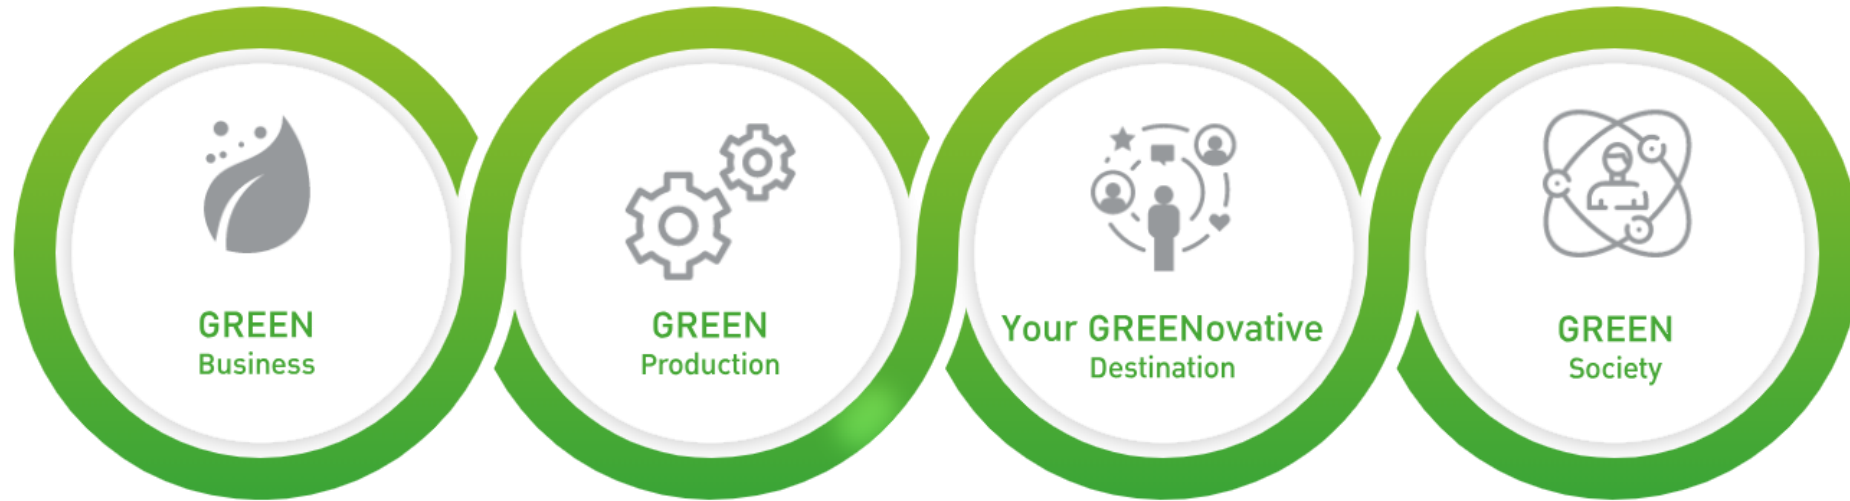 GREEN
Business
GREEN
Production
Your GREENovative
Destination
GREEN
Society